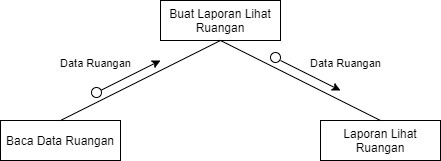 Buat Laporan Lihat
Ruangan
Data Ruangan
Data Ruangan
Baca Data Ruangan
Laporan Lihat
Ruangan